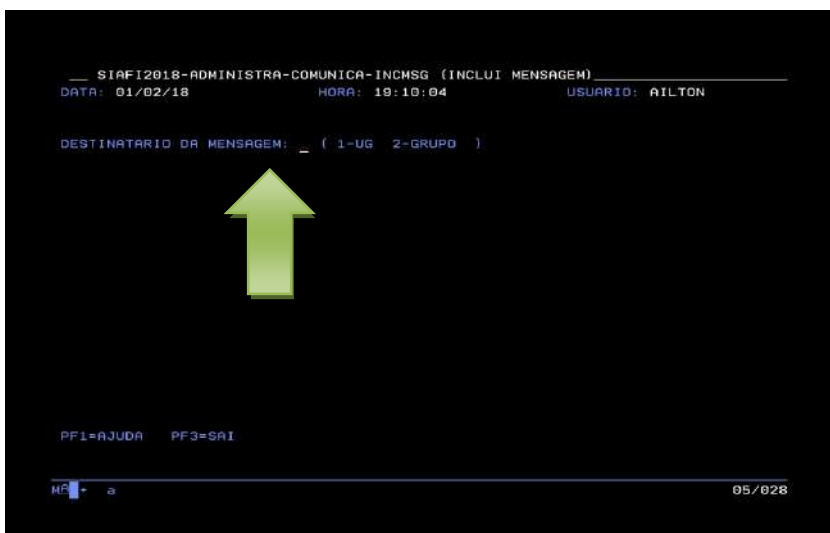 __ SIAFI2018-ADMINISTRA-COMUNICA-INCMSG (INCLUI MENSAGEM)
DATA: 01/02/18 HORA: 19:10:04 USUARIO: AILTON
DESTINATARIO DA MENSAGEM: _ ( 1-UG 2-GRUPO )
PF1=AJUDA PF3=SAI
MA + a 05/028